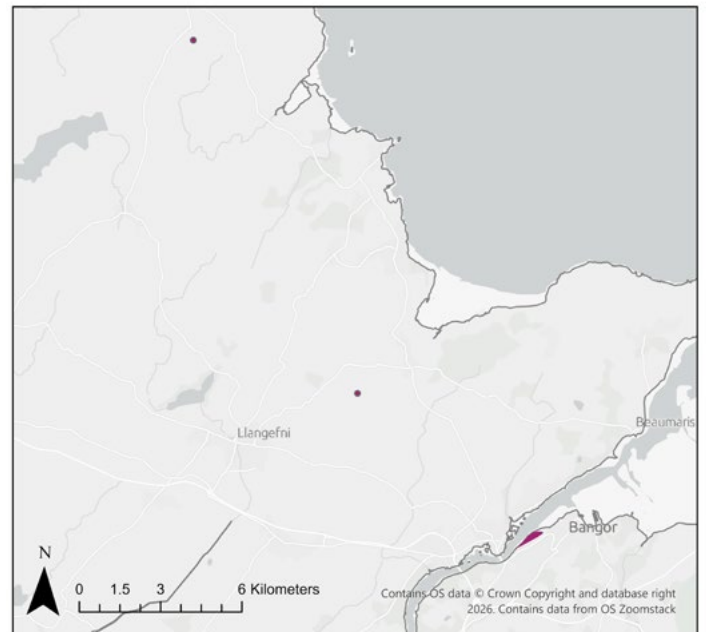 Llangefni
Beaumaris
Bangor
N
0 1.5 3 6 Kilometers
Contains OS data © Crown Copyright and database right
2026. Contains data from OS Zoomstack